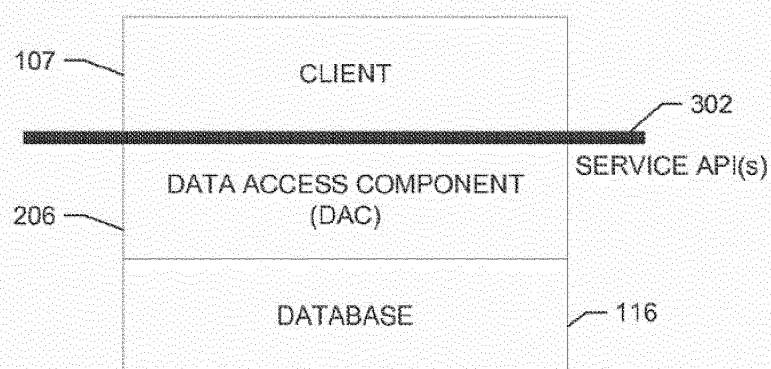 107
CLIENT
302
SERVICE API(s)
DATA ACCESS COMPONENT
(DAC)
206
DATABASE
116